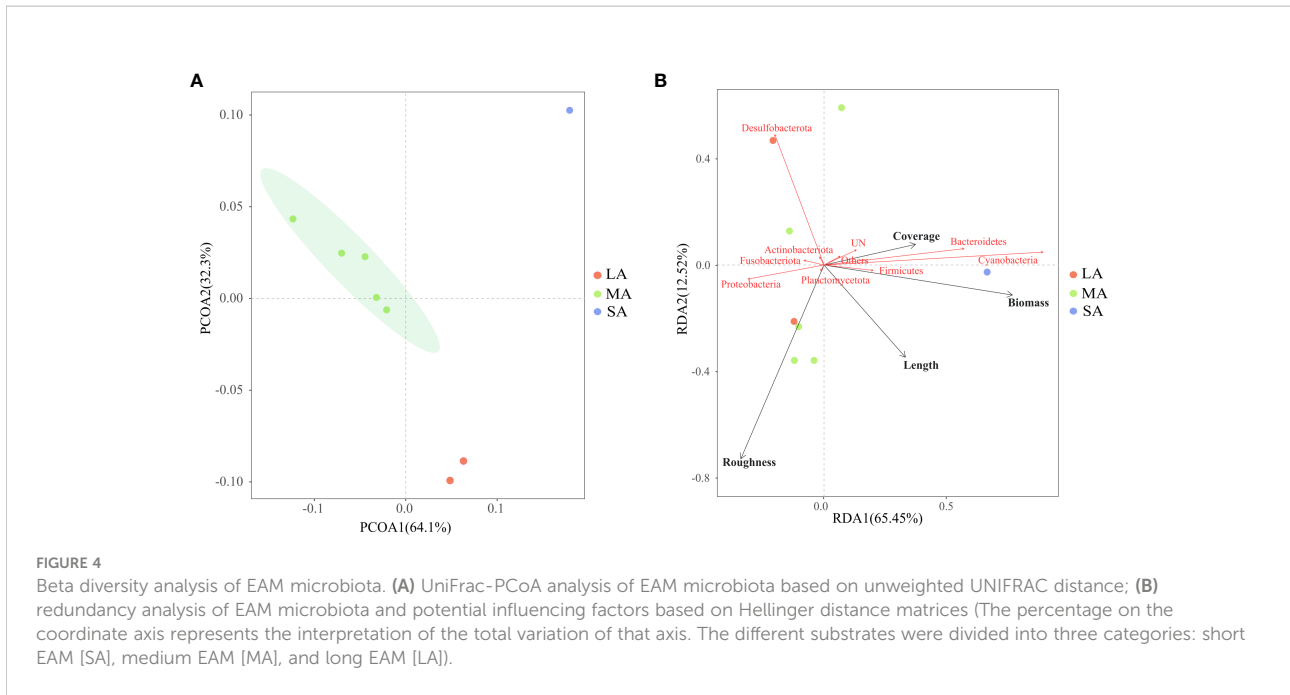 A
B
0.10
0.05
0.00
-0.05
-0.10
PCOA2(32.3%)
-0.1
0.0
0.1
PCOA1(64.1%)
LA
MA
SA
0.4
0.0
-0.4
-0.8
RDA2(12.52%)
Desulfobacterota
Coverage
UN
Bacteroidetes
Actinobacteriota
Others
Cyanobacteria
Fusobacteriota
Firmicutes
Proteobacteria
Planctomycetota
Biomass
Length
Roughness
0.0
0.5
RDA1(65.45%)
LA
MA
SA
FIGURE 4
Beta diversity analysis of EAM microbiota. (A) UniFrac-PCoA analysis of EAM microbiota based on unweighted UNIFRAC distance; (B)
redundancy analysis of EAM microbiota and potential influencing factors based on Hellinger distance matrices (The percentage on the
coordinate axis represents the interpretation of the total variation of that axis. The different substrates were divided into three categories: short
EAM [SA], medium EAM [MA], and long EAM [LA]).